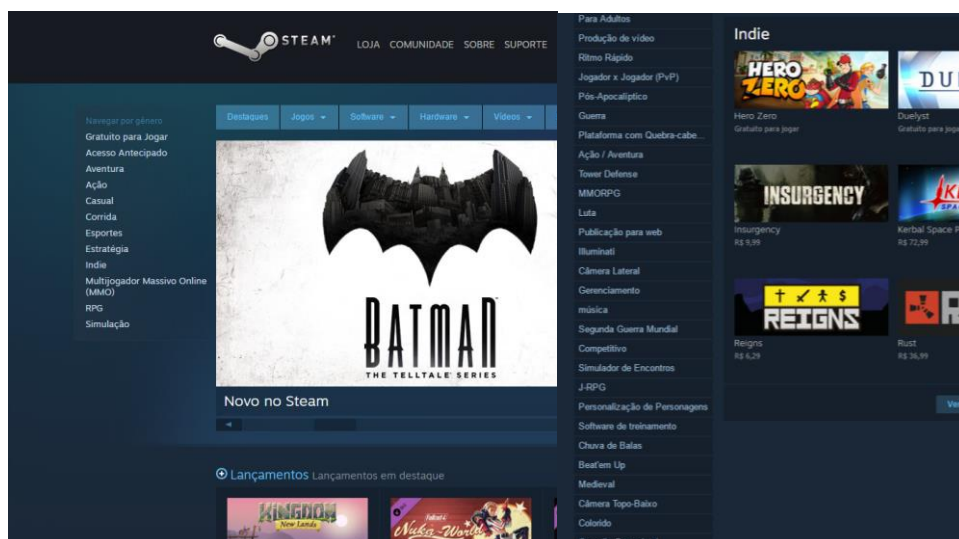 STEAM
LOJA COMUNIDADE SOBRE SUPORTE
Navegar por gênero
Gratuito para Jogar
Acesso Antecipado
Aventura
Ação
Casual
Corrida
Esportes
Estratégia
Indie
Multijogador Massivo Online
(MMO)
RPG
Simulação
Destaques Jogos Software Hardware Vídeos
BATMAN
THE TELLTALE SERIES
Novo no Steam
Lançamentos Lançamentos em destaque
KINGDOM
New Lands
Fallout 4
Nuka-World
Para Adultos
Produção de vídeo
Ritmo Rápido
Jogador x Jogador (PvP)
Pós-Apocalíptico
Guerra
Plataforma com Quebra-cabe...
Ação / Aventura
Tower Defense
MMORPG
Luta
Publicação para web
Illuminati
Câmera Lateral
Gerenciamento
música
Segunda Guerra Mundial
Competitivo
Simulador de Encontros
J-RPG
Personalização de Personagens
Software de treinamento
Chuva de Balas
Beat'em Up
Medieval
Câmera Topo-Baixo
Colorido
Indie
HERO
ZERO
DU
Hero Zero
Duelyst
Gratuito para jogar
Gratuito para joga
INSURGENCY
Insurgency
Kerbal Space P
R$ 9,99
R$ 72,99
REIGNS
Reigns
Rust
R$ 6,29
R$ 36,99